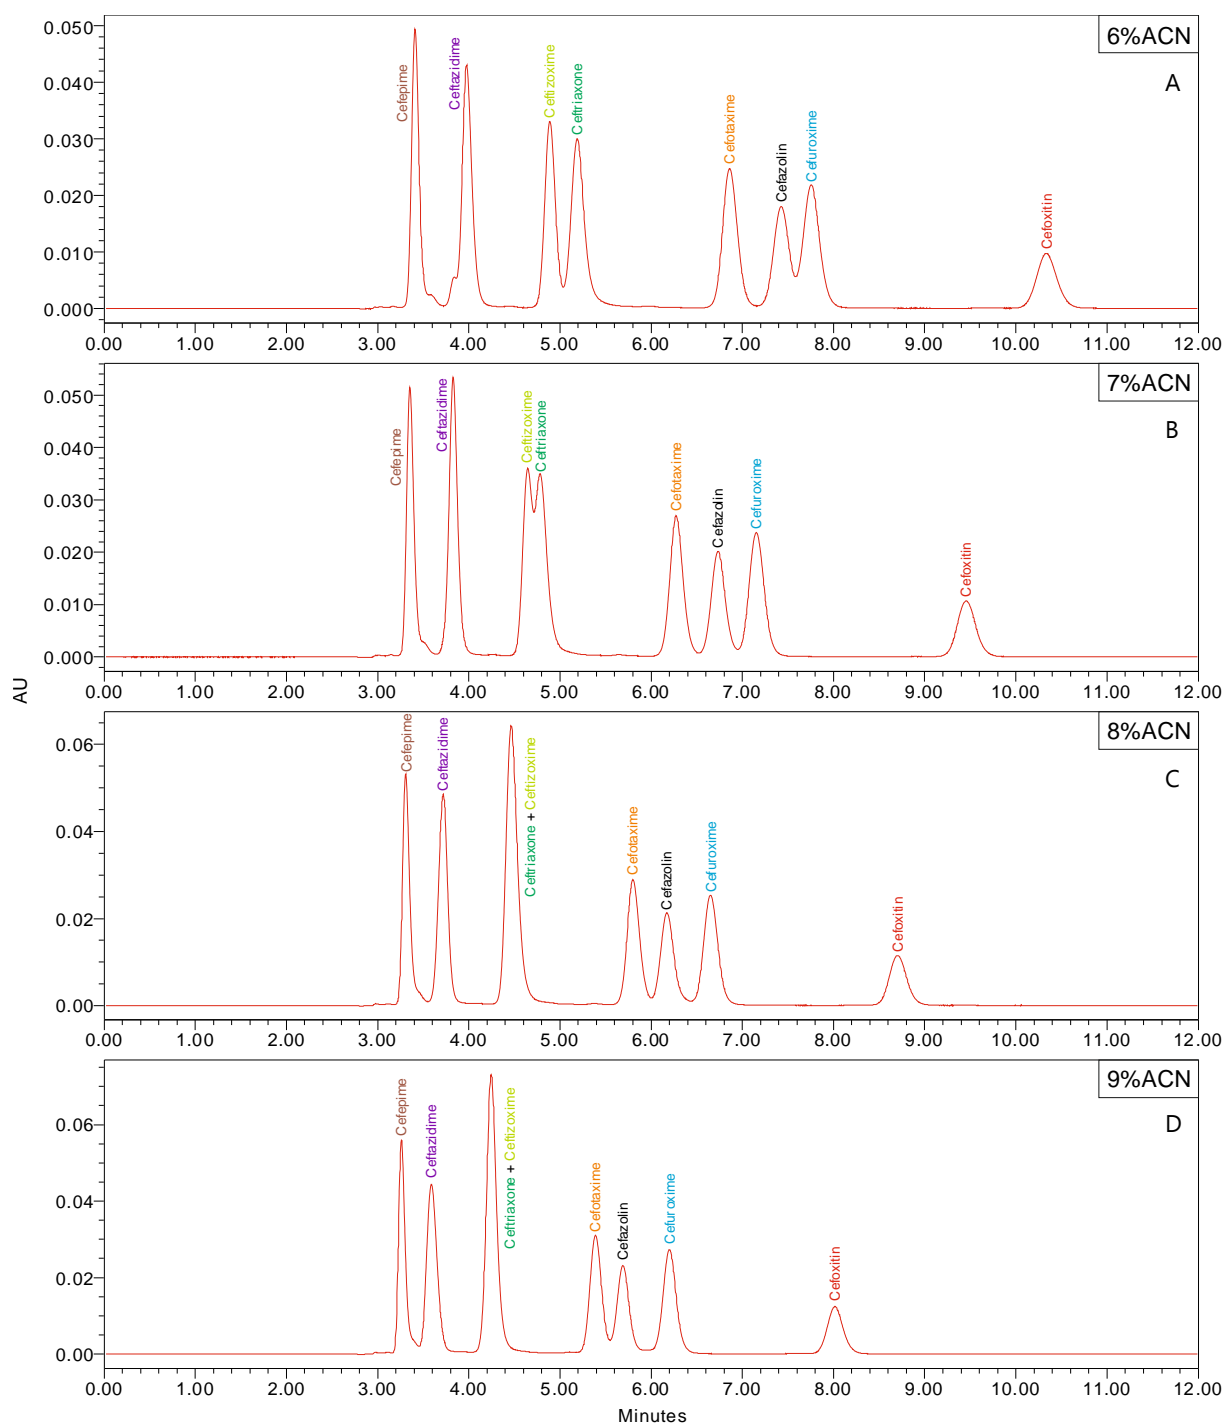 6%ACN
A
Cefepime
Ceftazidime
Ceftizoxime
Ceftriaxone
Cefotaxime
Cefazolin
Cefuroxime
Cefoxitin
0.050
0.040
0.030
0.020
0.010
0.000
0.00 1.00 2.00 3.00 4.00 5.00 6.00 7.00 8.00 9.00 10.00 11.00 12.00
7%ACN
B
Cefepime
Ceftazidime
Ceftizoxime
Ceftriaxone
Cefotaxime
Cefazolin
Cefuroxime
Cefoxitin
0.050
0.040
0.030
0.020
0.010
0.000
0.00 1.00 2.00 3.00 4.00 5.00 6.00 7.00 8.00 9.00 10.00 11.00 12.00
AU
8%ACN
C
Cefepime
Ceftazidime
Ceftriaxone + Ceftizoxime
Cefotaxime
Cefazolin
Cefuroxime
Cefoxitin
0.06
0.04
0.02
0.00
0.00 1.00 2.00 3.00 4.00 5.00 6.00 7.00 8.00 9.00 10.00 11.00 12.00
9%ACN
D
Cefepime
Ceftazidime
Ceftriaxone + Ceftizoxime
Cefotaxime
Cefazolin
Cefuroxime
Cefoxitin
0.06
0.04
0.02
0.00
0.00 1.00 2.00 3.00 4.00 5.00 6.00 7.00 8.00 9.00 10.00 11.00 12.00
Minutes